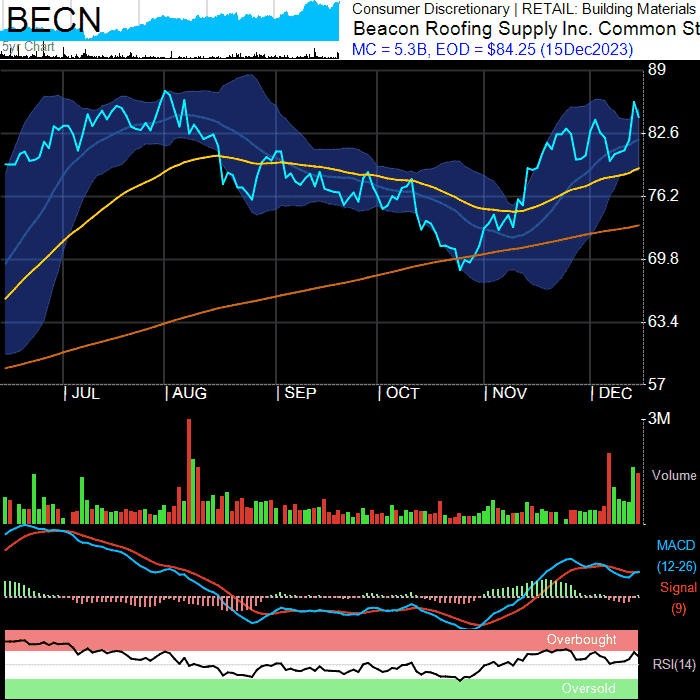 BECN
5yr Chart
Consumer Discretionary | RETAIL: Building Materials
Beacon Roofing Supply Inc. Common St
MC = 5.3B, EOD = $84.25 (15Dec2023)
89
82.6
76.2
69.8
63.4
57
| JUL | AUG | SEP | OCT | NOV | DEC
3M
Volume
MACD
(12-26)
Signal
(9)
Overbought
RSI(14)
Oversold